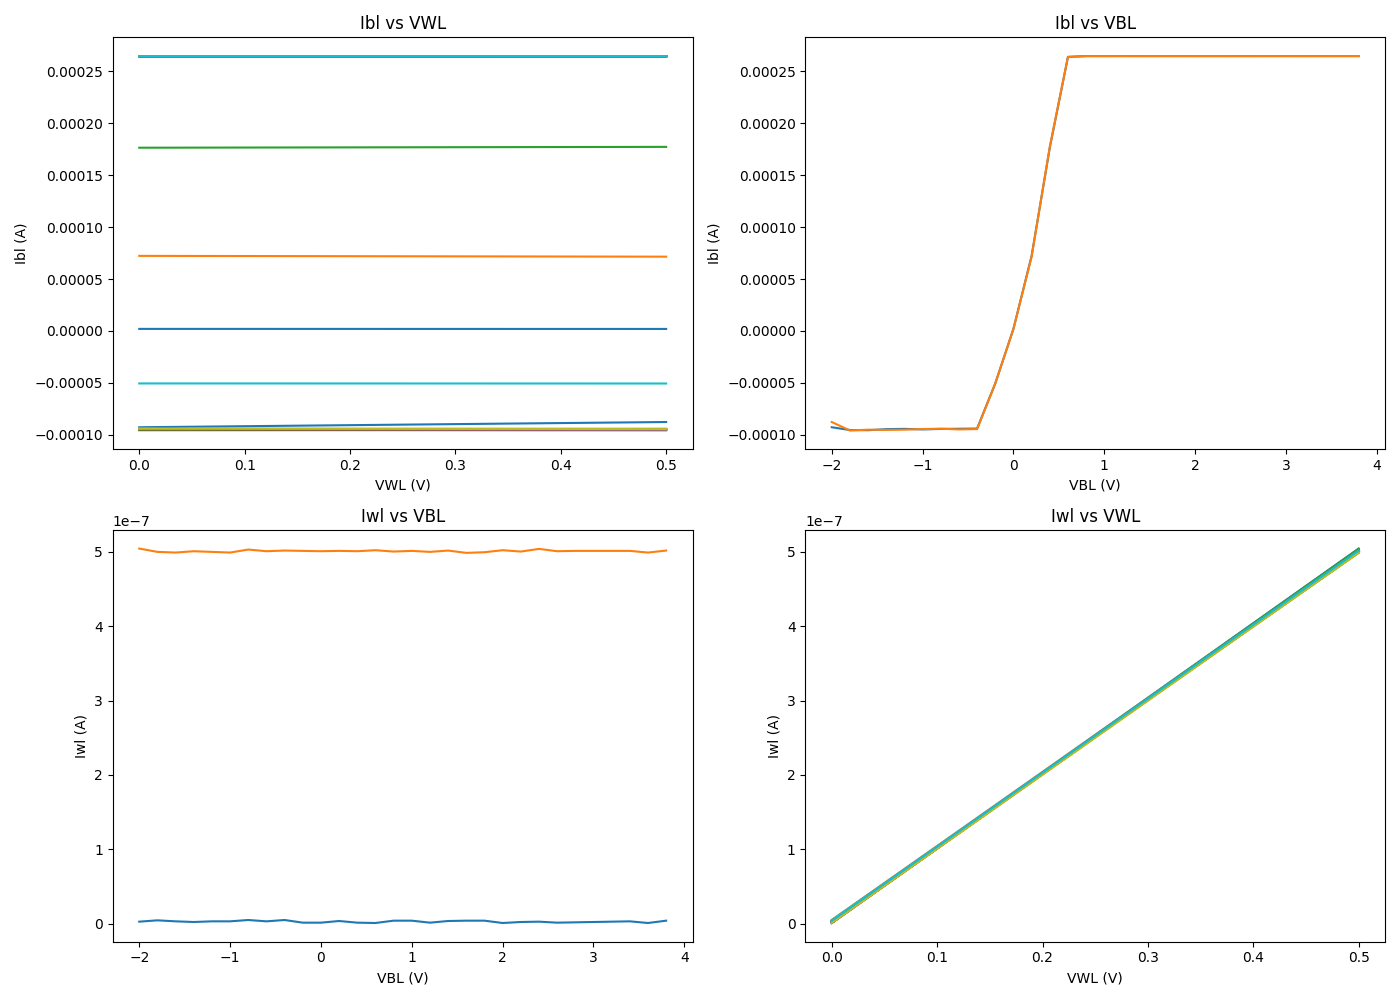 Ibl vs VWL
Ibl (A)
0.00025
0.00020
0.00015
0.00010
0.00005
0.00000
−0.00005
−0.00010
0.0 0.1 0.2 0.3 0.4 0.5
VWL (V)
Ibl vs VBL
Ibl (A)
0.00025
0.00020
0.00015
0.00010
0.00005
0.00000
−0.00005
−0.00010
−2 −1 0 1 2 3 4
VBL (V)
Iwl vs VBL
1e−7
Iwl (A)
5
4
3
2
1
0
−2 −1 0 1 2 3 4
VBL (V)
Iwl vs VWL
1e−7
Iwl (A)
5
4
3
2
1
0
0.0 0.1 0.2 0.3 0.4 0.5
VWL (V)